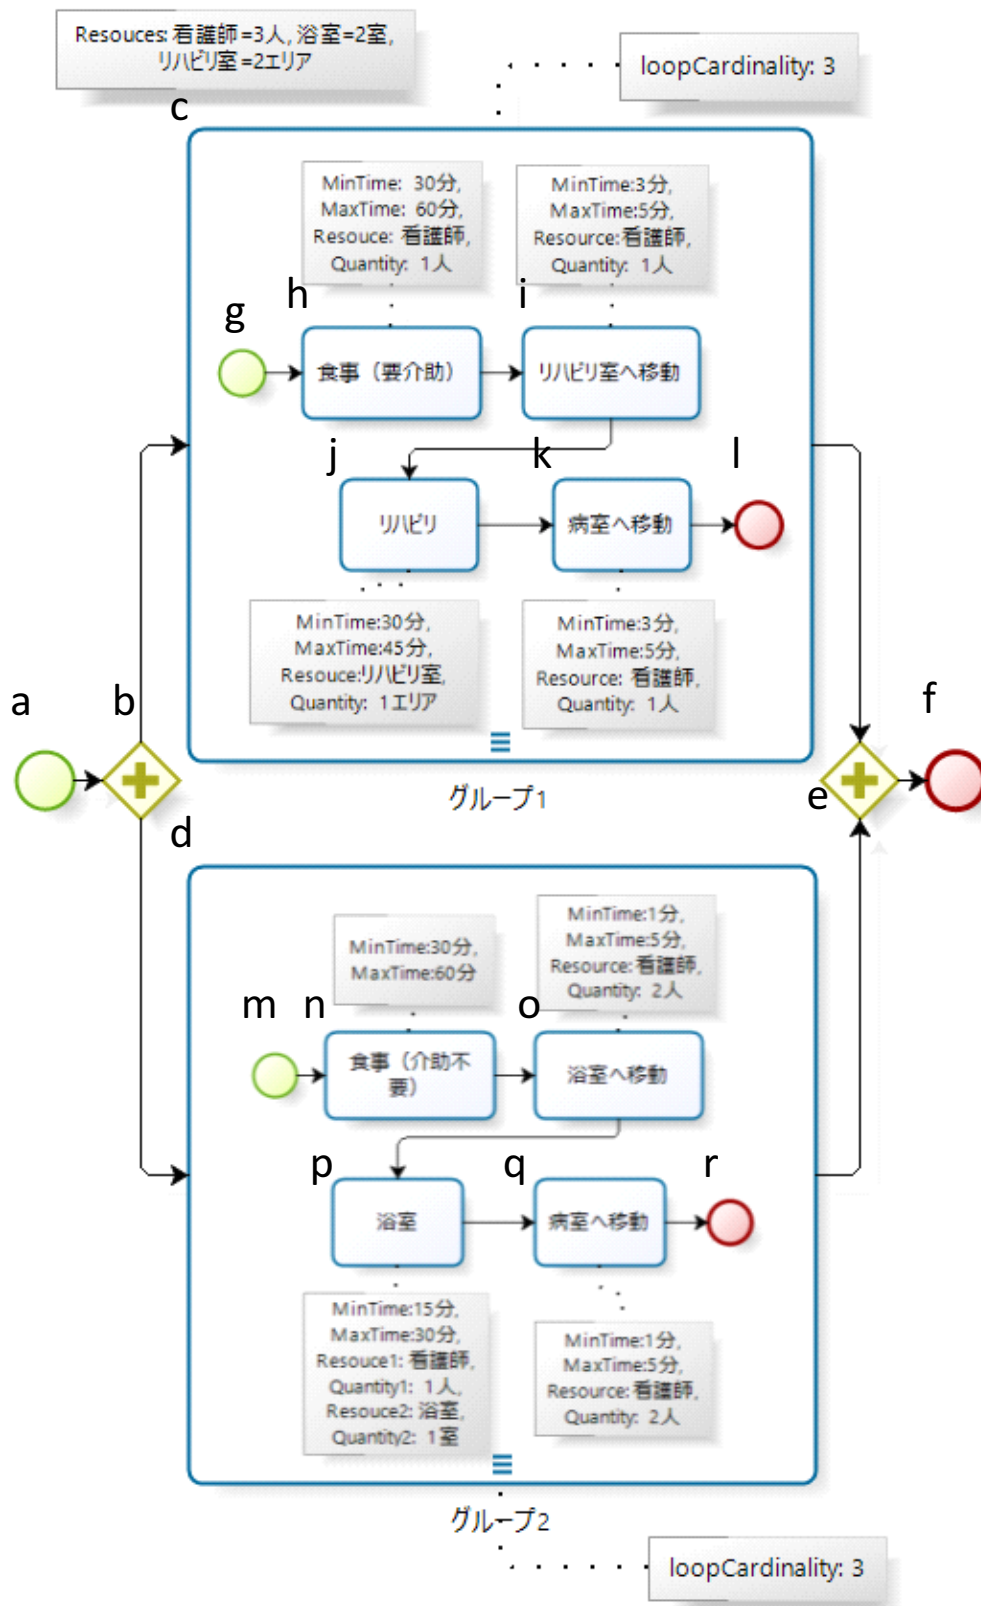 Resouces: 看護師=3人, 浴室=2室,
リハビリ室=2エリア
loopCardinality: 3
c
MinTime: 30分,
MaxTime: 60分,
Resouce: 看護師,
Quantity: 1人
MinTime:3分,
MaxTime:5分,
Resource:看護師,
Quantity: 1人
g
h
i
食事（要介助）
リハビリ室へ移動
j
k
l
リハビリ
病室へ移動
MinTime:30分,
MaxTime:45分,
Resouce:リハビリ室,
Quantity: 1エリア
MinTime:3分,
MaxTime:5分,
Resource: 看護師,
Quantity: 1人
a
b
f
グループ1
e
d
MinTime:30分,
MaxTime:60分
MinTime:1分,
MaxTime:5分,
Resource: 看護師,
Quantity: 2人
m
n
o
食事（介助不
要）
浴室へ移動
p
q
r
浴室
病室へ移動
MinTime:15分,
MaxTime:30分,
Resouce1: 看護師,
Quantity1: 1人,
Resouce2: 浴室,
Quantity2: 1室
MinTime:1分,
MaxTime:5分,
Resource: 看護師,
Quantity: 2人
グループ2
loopCardinality: 3